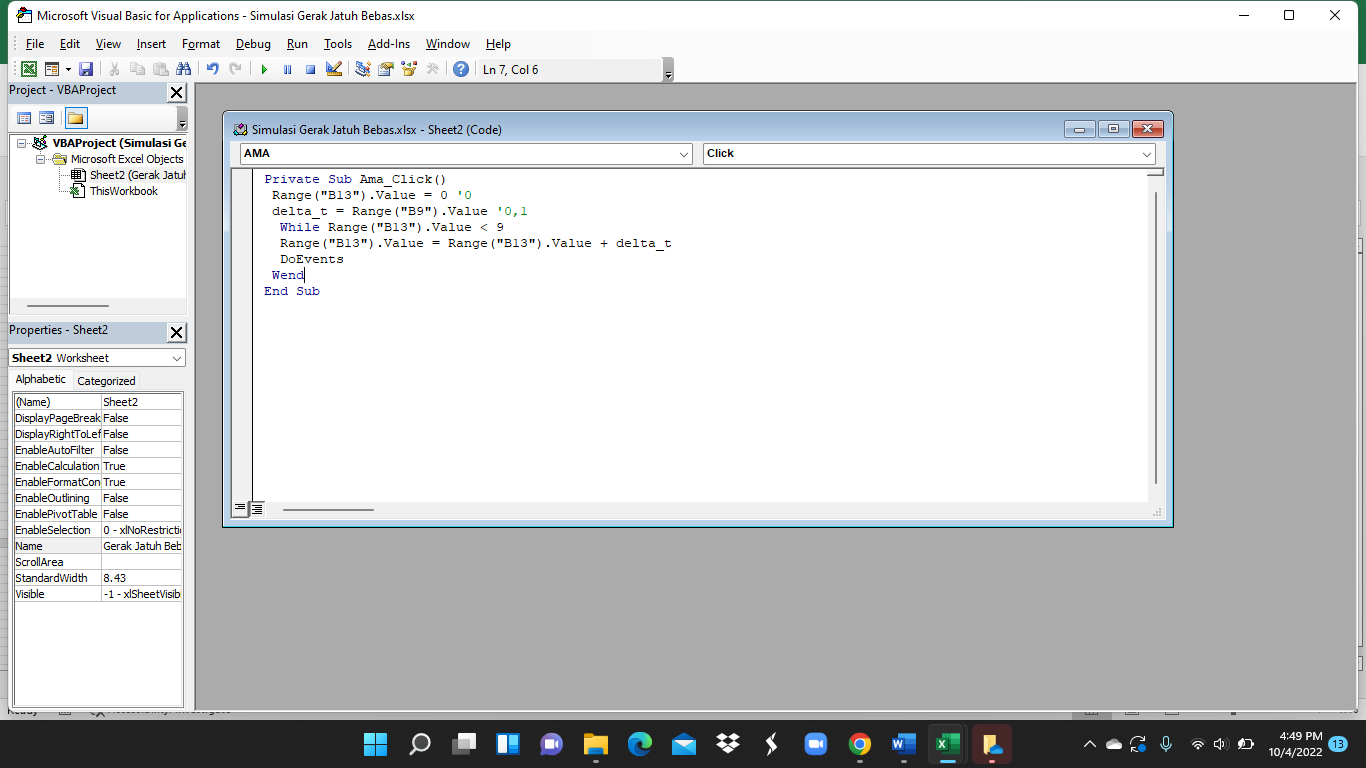 Microsoft Visual Basic for Applications - Simulasi Gerak Jatuh Bebas.xlsx
File Edit View Insert Format Debug Run Tools Add-Ins Window Help
Ln 7, Col 6
Project - VBAProject
VBAProject (Simulasi Ge
Microsoft Excel Objects
Sheet2 (Gerak Jatuh
ThisWorkbook
Properties - Sheet2
Sheet2 Worksheet
Alphabetic Categorized
(Name) Sheet2
DisplayPageBreak False
DisplayRightToLef False
EnableAutoFilter False
EnableCalculation True
EnableFormatCon True
EnableOutlining False
EnablePivotTable False
EnableSelection 0 - xlNoRestricti
Name Gerak Jatuh Beb
ScrollArea
StandardWidth 8.43
Visible -1 - xlSheetVisibl
Simulasi Gerak Jatuh Bebas.xlsx - Sheet2 (Code)
AMA Click
Private Sub Ama_Click()
Range("B13").Value = 0 '0
delta_t = Range("B9").Value '0,1
While Range("B13").Value < 9
Range("B13").Value = Range("B13").Value + delta_t
DoEvents
Wend
End Sub
4:49 PM
10/4/2022
13